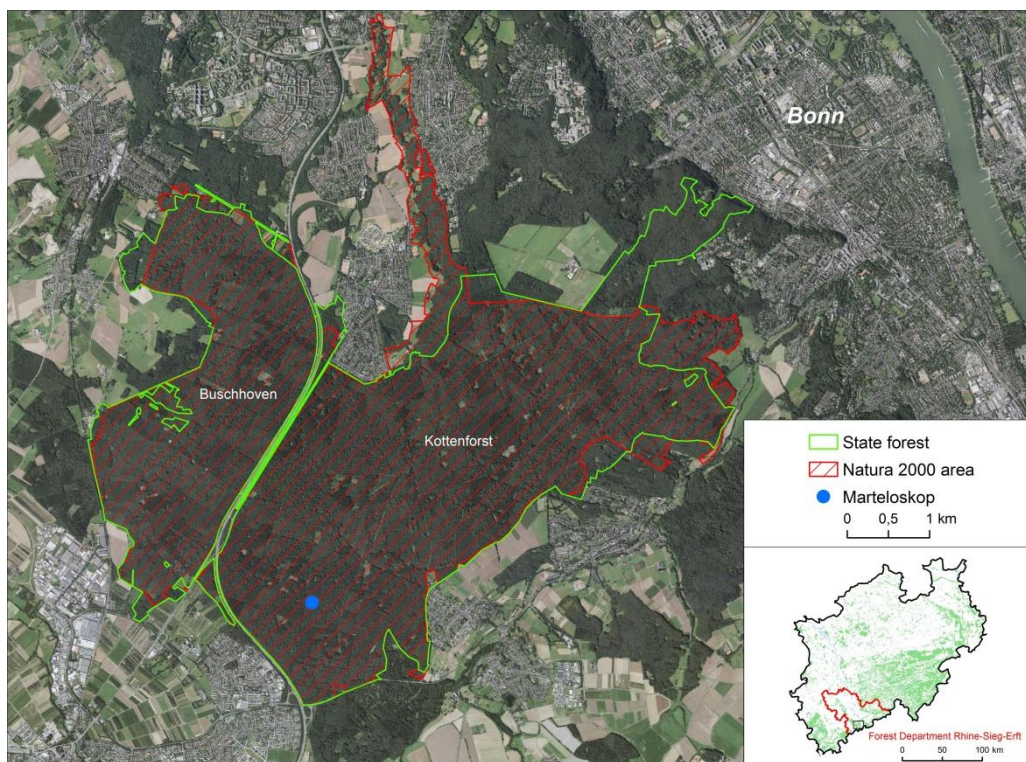 Bonn
Buschhoven
Kottenforst
State forest
Natura 2000 area
Marteloskop
0 0,5 1 km
Forest Department Rhine-Sieg-Erft
0 50 100 km